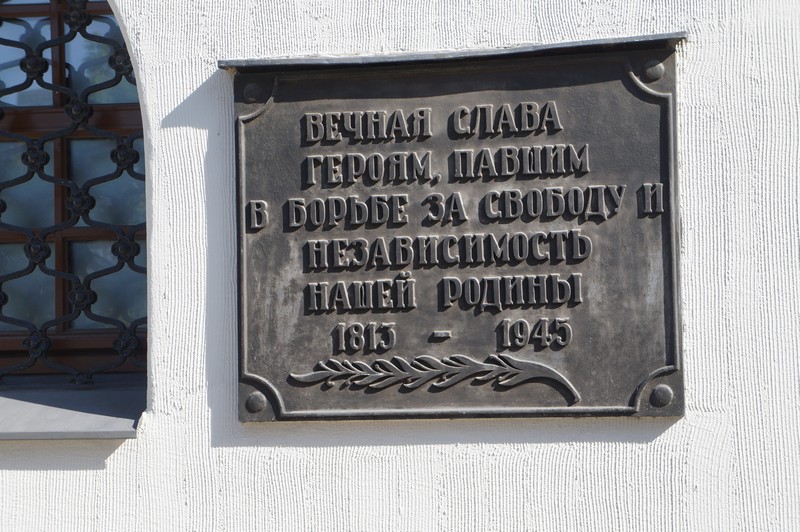 ВЕЧНАЯ СЛАВА
ГЕРОЯМ, ПАВШИМ
В БОРЬБЕ ЗА СВОБОДУ И
НЕЗАВИСИМОСТЬ
НАШЕЙ РОДИНЫ
1813 – 1945